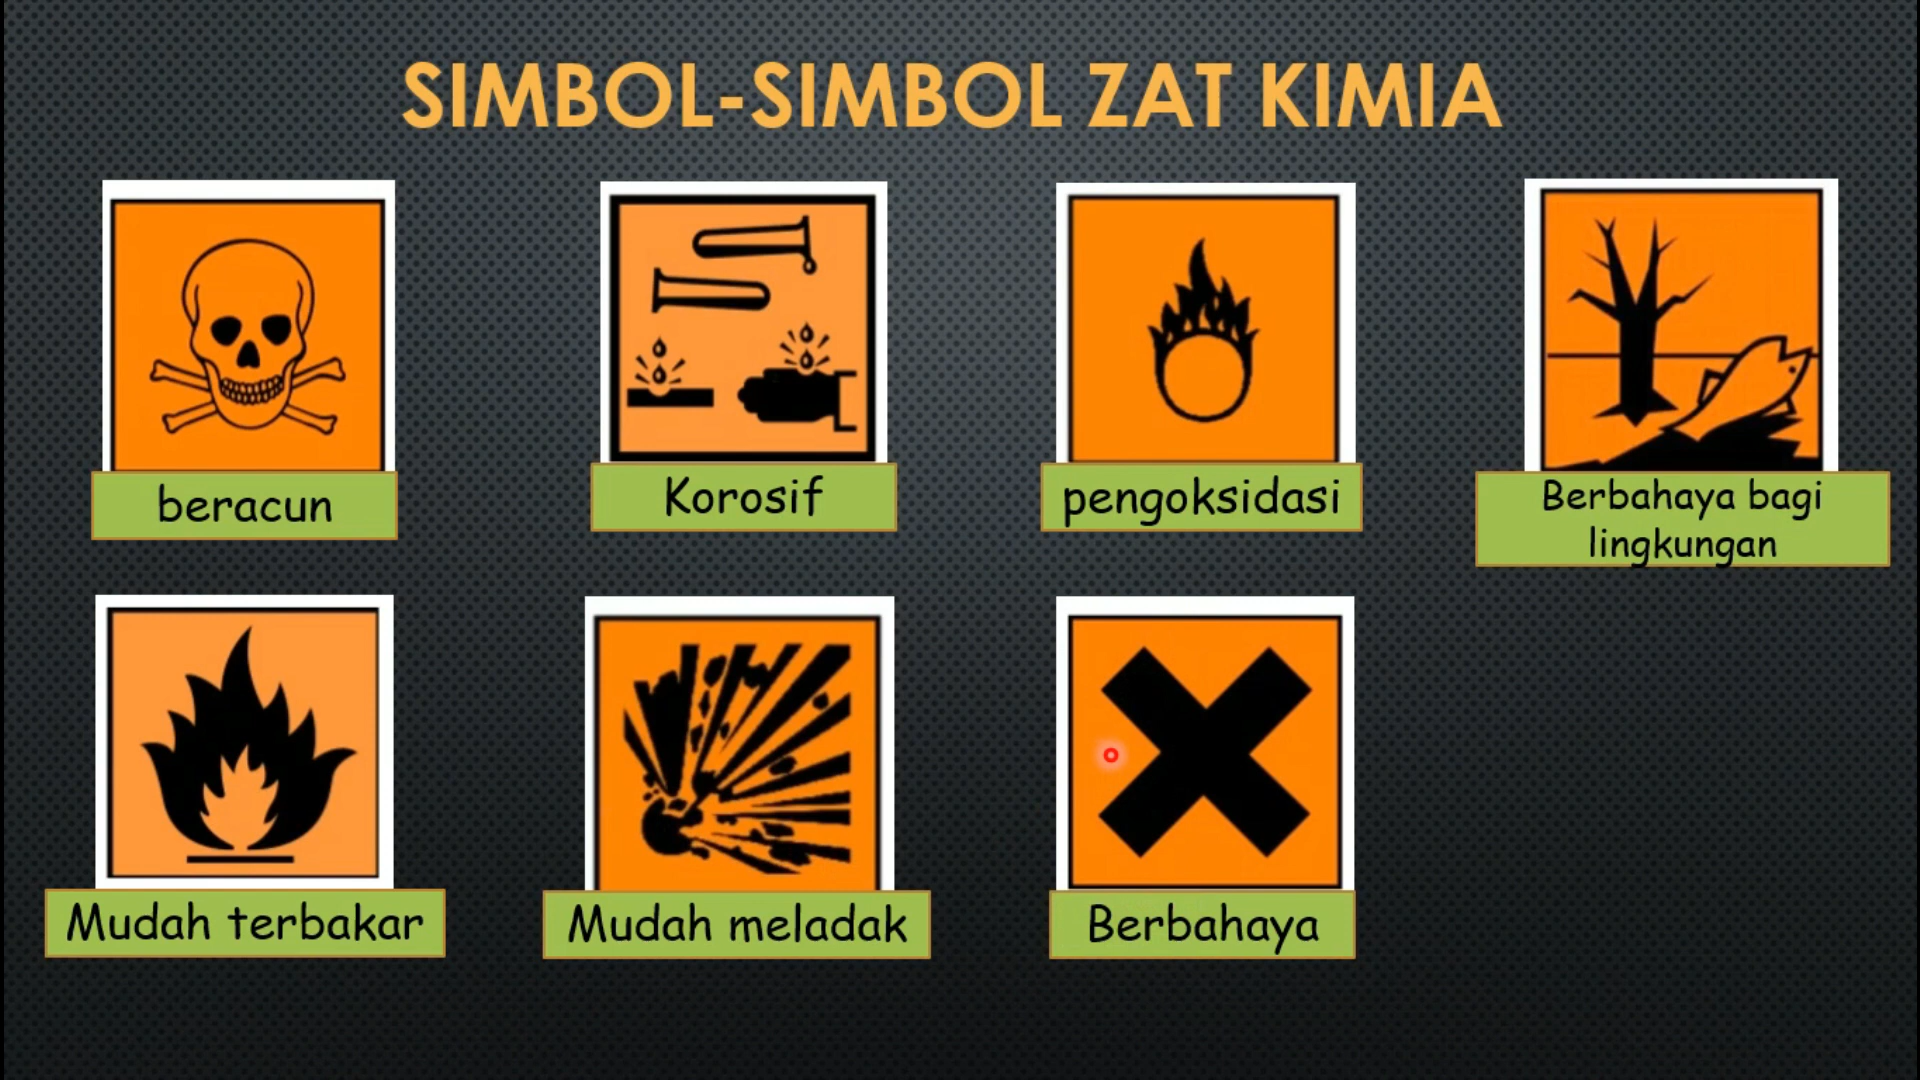 SIMBOL-SIMBOL ZAT KIMIA
beracun
Korosif
pengoksidasi
Berbahaya bagi
lingkungan
Mudah terbakar
Mudah meladak
Berbahaya